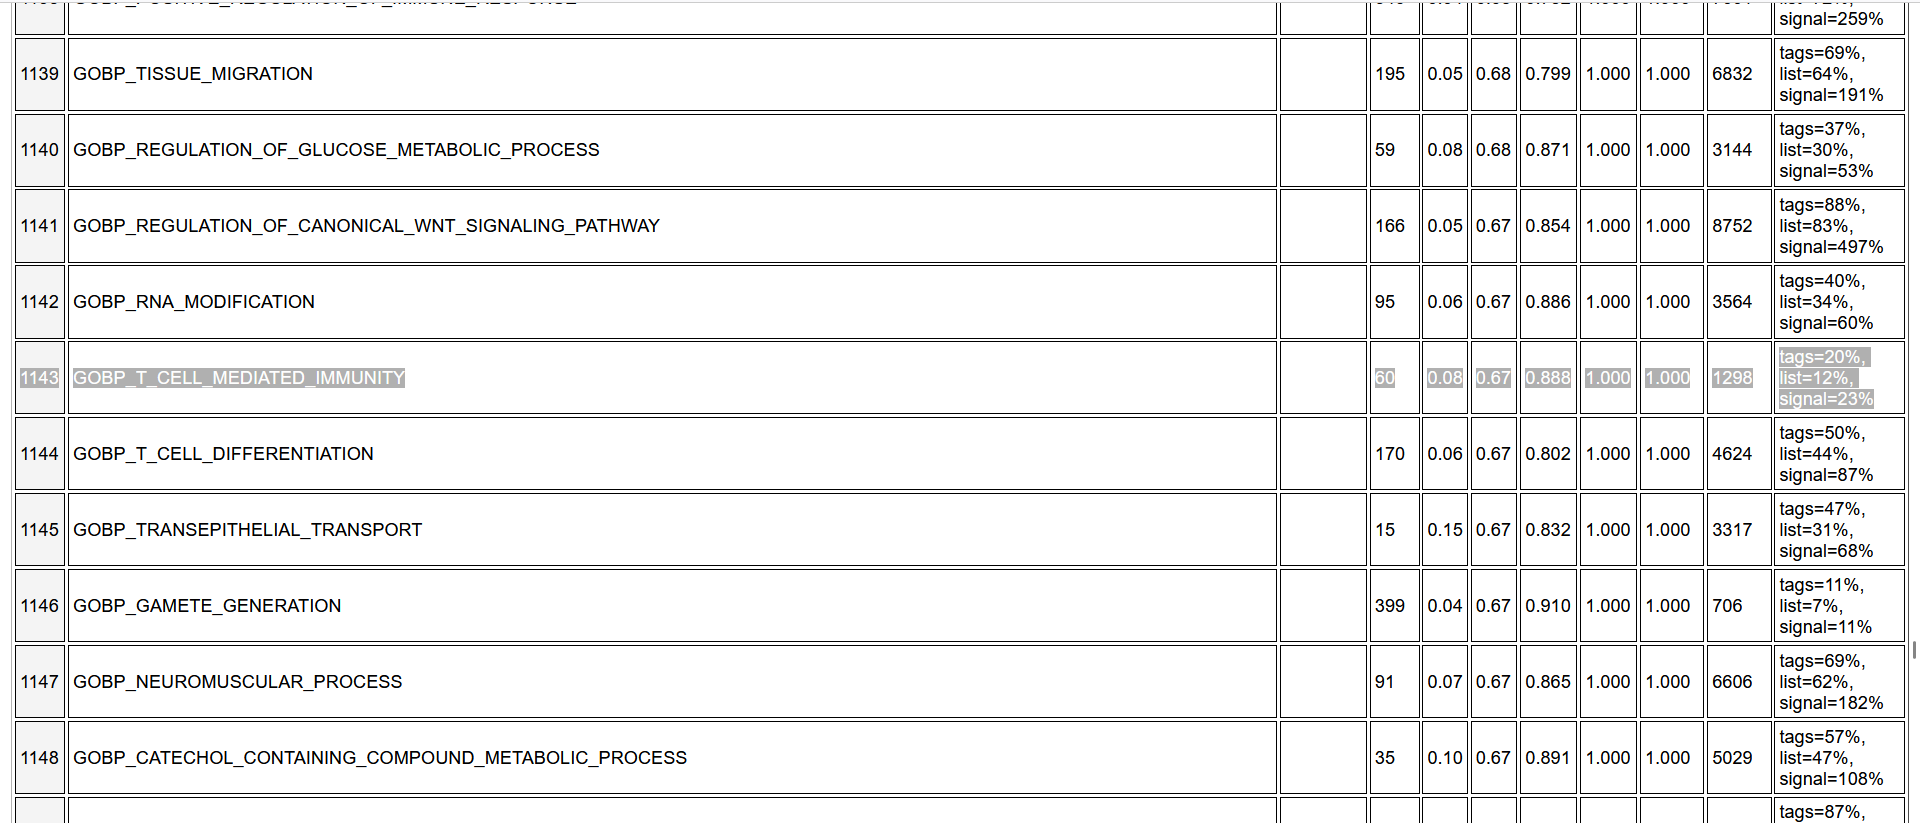 signal=259%
1139 GOBP_TISSUE_MIGRATION 195 0.05 0.68 0.799 1.000 1.000 6832 tags=69%,
list=64%,
signal=191%
1140 GOBP_REGULATION_OF_GLUCOSE_METABOLIC_PROCESS 59 0.08 0.68 0.871 1.000 1.000 3144 tags=37%,
list=30%,
signal=53%
1141 GOBP_REGULATION_OF_CANONICAL_WNT_SIGNALING_PATHWAY 166 0.05 0.67 0.854 1.000 1.000 8752 tags=88%,
list=83%,
signal=497%
1142 GOBP_RNA_MODIFICATION 95 0.06 0.67 0.886 1.000 1.000 3564 tags=40%,
list=34%,
signal=60%
1143 GOBP_T_CELL_MEDIATED_IMMUNITY 60 0.08 0.67 0.888 1.000 1.000 1298 tags=20%,
list=12%,
signal=23%
1144 GOBP_T_CELL_DIFFERENTIATION 170 0.06 0.67 0.802 1.000 1.000 4624 tags=50%,
list=44%,
signal=87%
1145 GOBP_TRANSEPITHELIAL_TRANSPORT 15 0.15 0.67 0.832 1.000 1.000 3317 tags=47%,
list=31%,
signal=68%
1146 GOBP_GAMETE_GENERATION 399 0.04 0.67 0.910 1.000 1.000 706 tags=11%,
list=7%,
signal=11%
1147 GOBP_NEUROMUSCULAR_PROCESS 91 0.07 0.67 0.865 1.000 1.000 6606 tags=69%,
list=62%,
signal=182%
1148 GOBP_CATECHOL_CONTAINING_COMPOUND_METABOLIC_PROCESS 35 0.10 0.67 0.891 1.000 1.000 5029 tags=57%,
list=47%,
signal=108%
tags=87%,